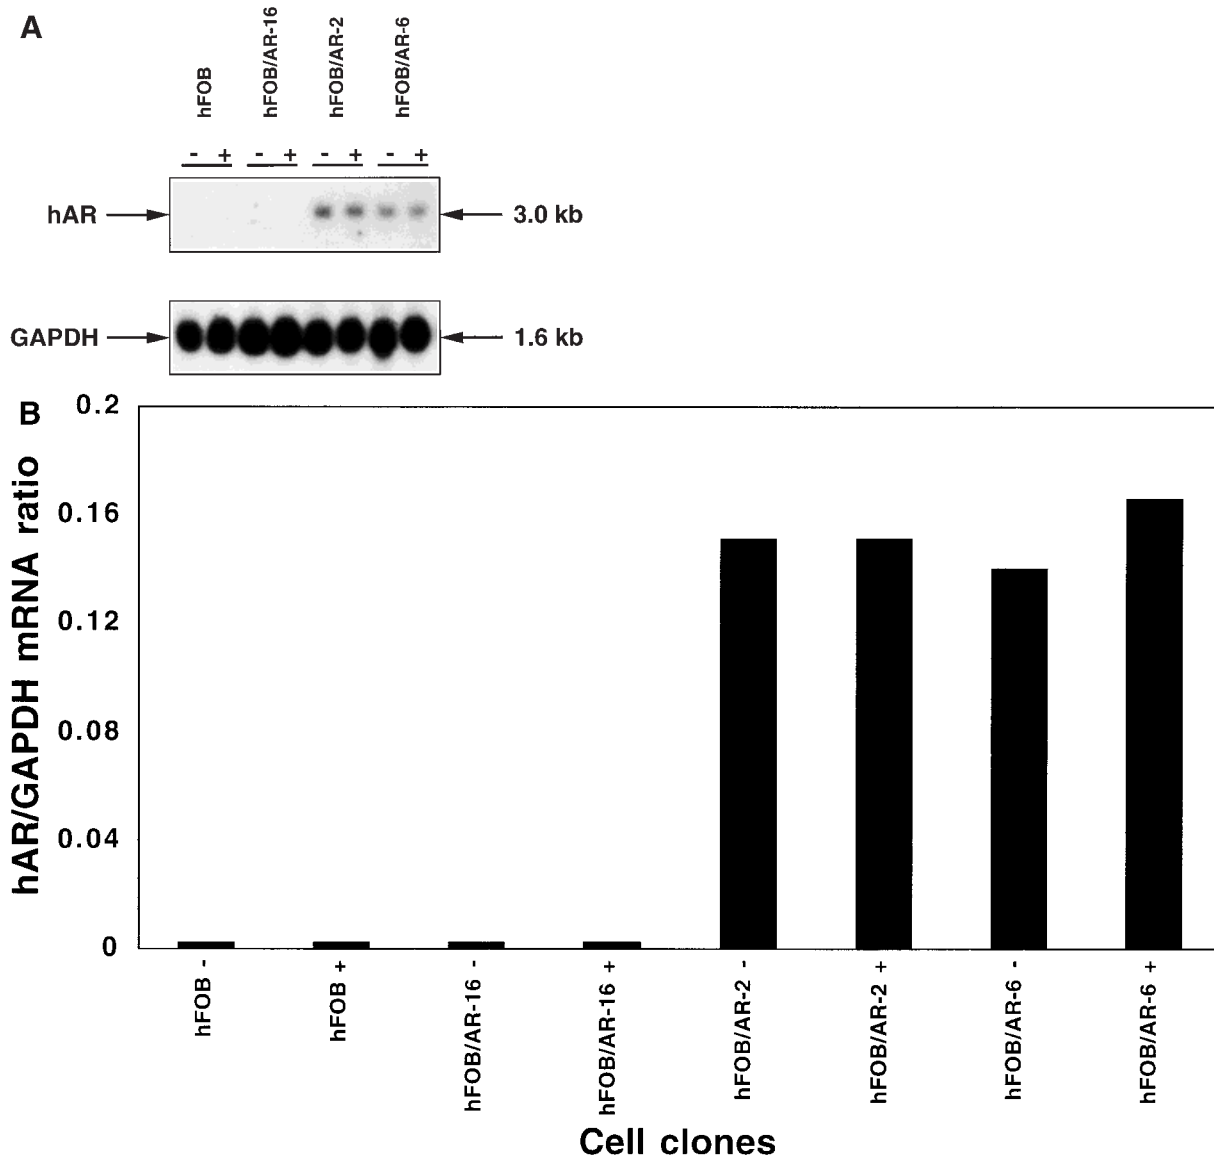 A
hFOB
hFOB/AR-16
hFOB/AR-2
hFOB/AR-6
- + - + - + - +
hAR
3.0 kb
GAPDH
1.6 kb
B
hAR/GAPDH mRNA ratio
0.2
0.16
0.12
0.08
0.04
0
hFOB -
hFOB +
hFOB/AR-16 -
hFOB/AR-16 +
hFOB/AR-2 -
hFOB/AR-2 +
hFOB/AR-6 -
hFOB/AR-6 +
Cell clones